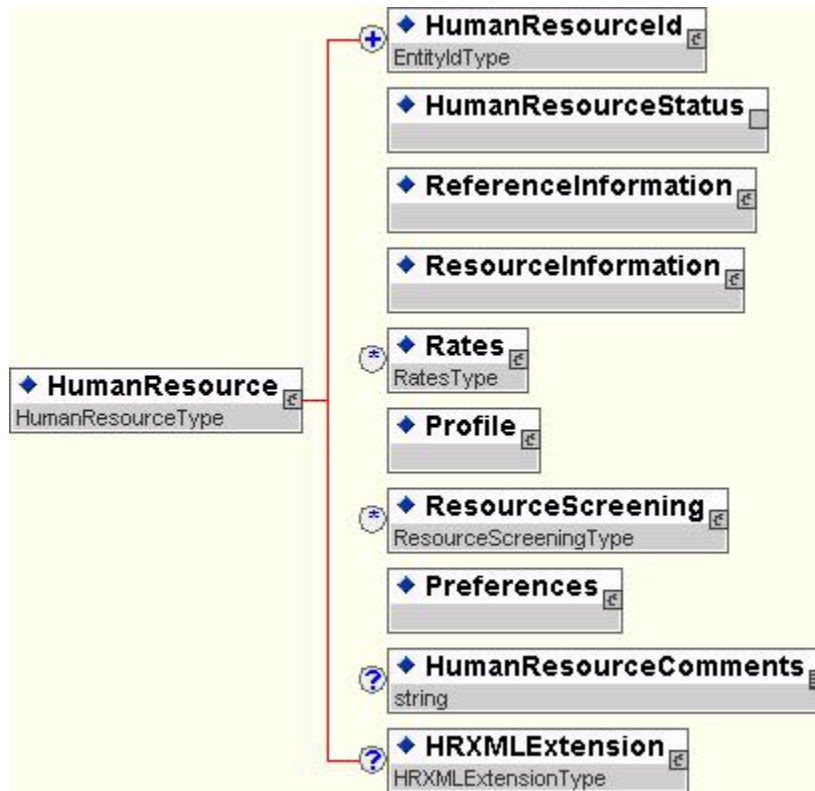 HumanResourceId
EntityIdType
HumanResourceStatus
ReferenceInformation
ResourceInformation
* Rates
RatesType
HumanResource
HumanResourceType
Profile
* ResourceScreening
ResourceScreeningType
Preferences
? HumanResourceComments
string
? HRXMLExtension
HRXMLExtensionType